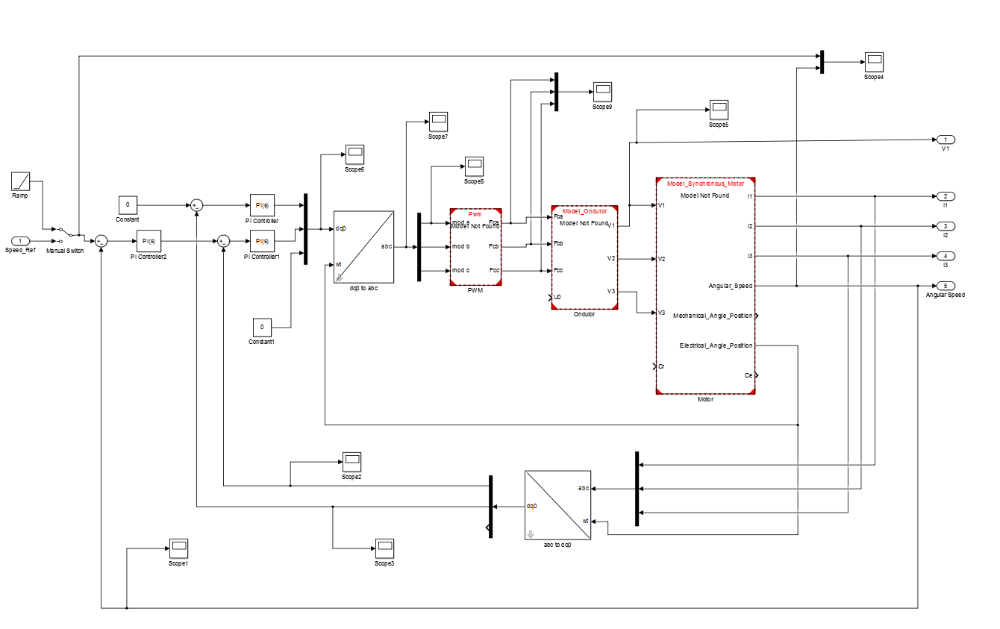 Scope4
Scope9
Scope5
Scope7
1
V1
Scope6
Scope8
Ramp
0
Constant
PI(s)
PI Controller
1
Speed_Ref
Manual Switch
PI(s)
PI Controller2
PI(s)
PI Controller1
0
Constant1
dq0
abc
wt
dq0 to abc
Pwm
Model Not Found
mod a
mod b
mod c
Fca
Fcb
Fcc
PWM
Model_Ondulor
Model Not Found
Fca
Fcb
Fcc
U0
V1
V2
V3
Ondulor
Model_Synchronous_Motor
Model Not Found
V1
V2
V3
Cr
I1
I2
I3
Angular_Speed
Mechanical_Angle_Position
Electrical_Angle_Position
Ce
Motor
2
I1
3
I2
4
I3
5
Angular Speed
Scope2
abc
dq0
wt
abc to dq0
Scope1
Scope3